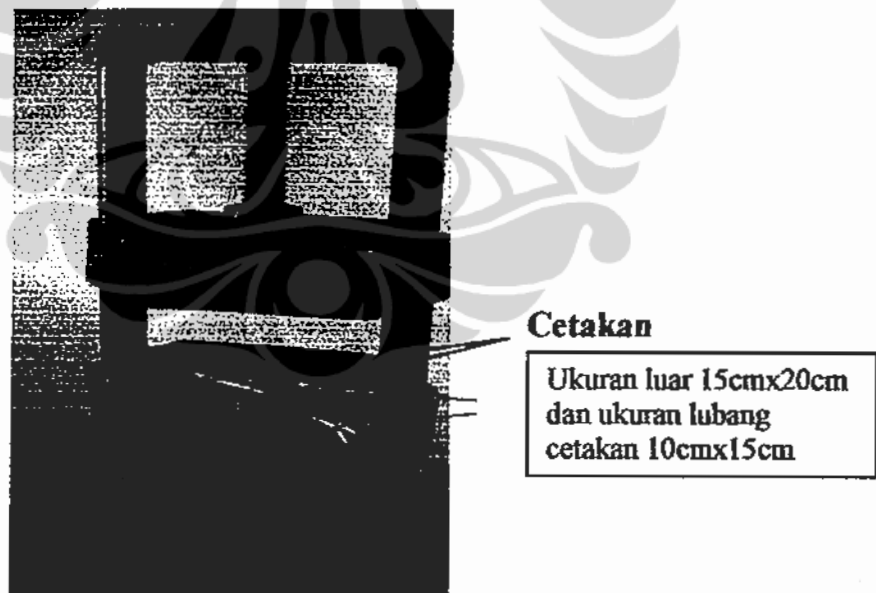 Cetakan
Ukuran luar 15cmx20cm
dan ukuran lubang
cetakan 10cmx15cm